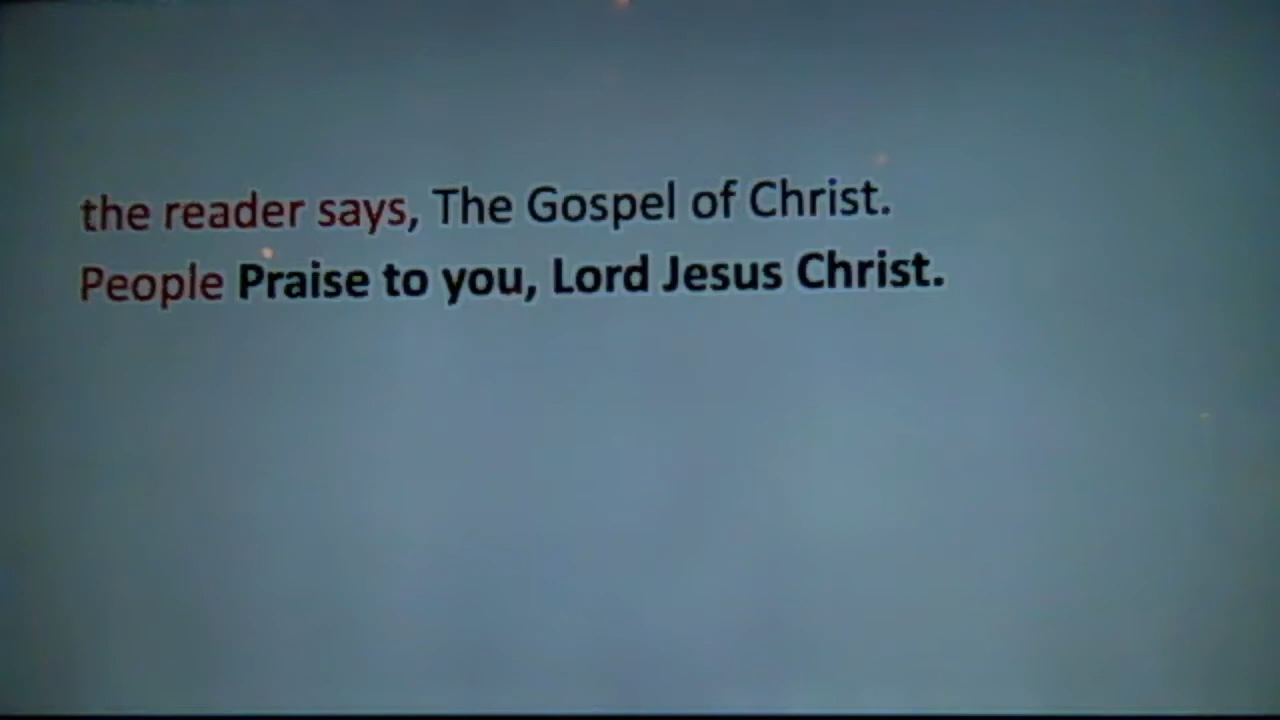 the reader says, The Gospel of Christ.
People Praise to you, Lord Jesus Christ.